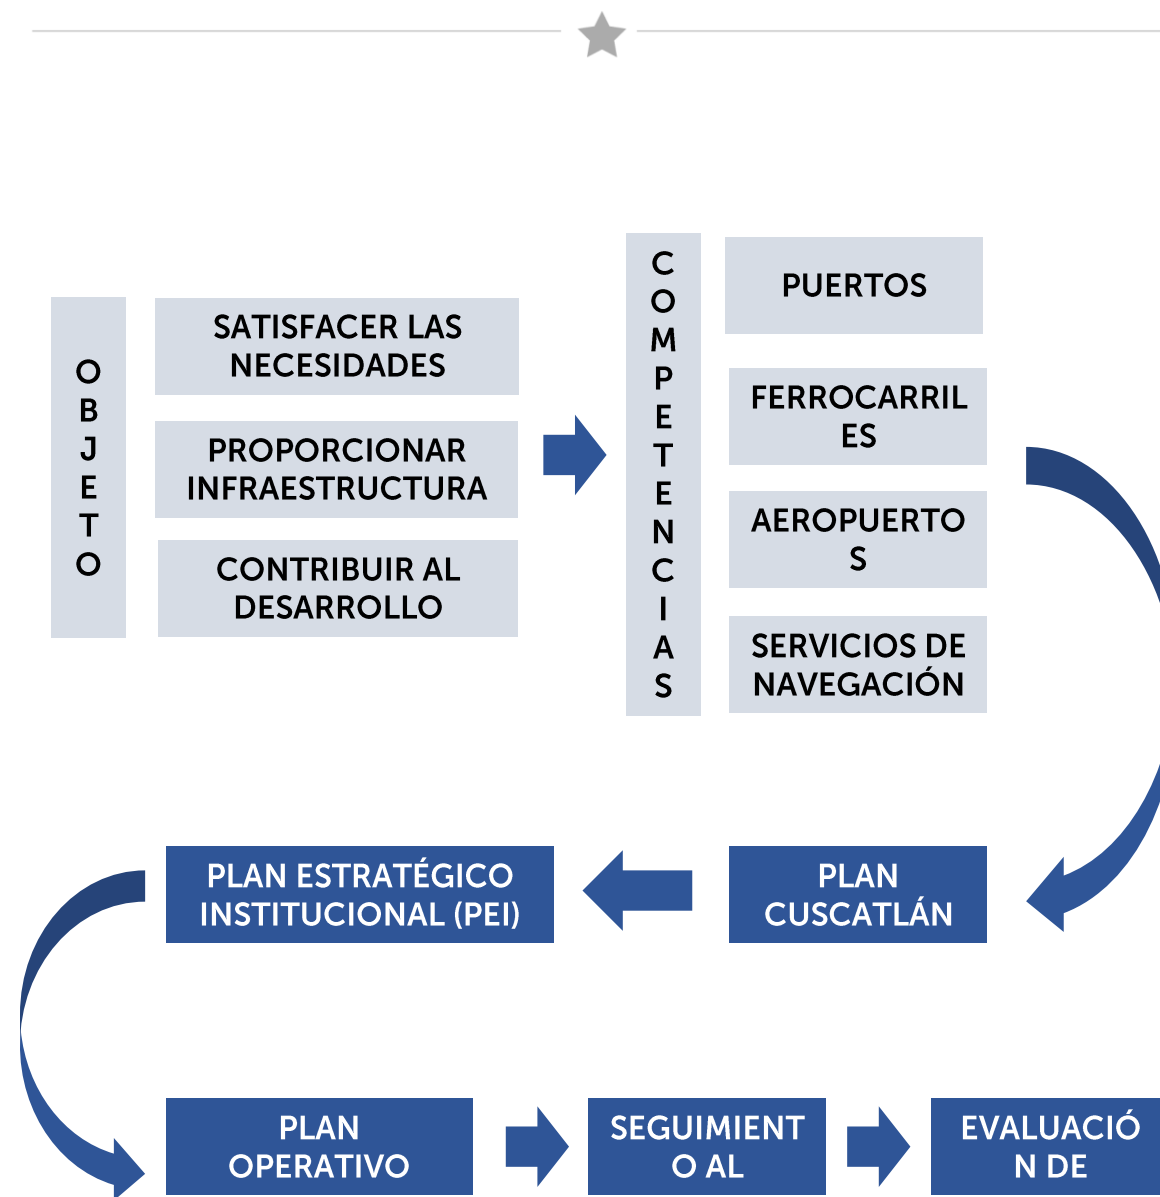 O
B
J
E
T
O
SATISFACER LAS
NECESIDADES
PROPORCIONAR
INFRAESTRUCTURA
CONTRIBUIR AL
DESARROLLO
C
O
M
P
E
T
E
N
C
I
A
S
PUERTOS
FERROCARRIL
ES
AEROPUERTO
S
SERVICIOS DE
NAVEGACIÓN
PLAN
CUSCATLÁN
PLAN ESTRATÉGICO
INSTITUCIONAL (PEI)
PLAN
OPERATIVO
SEGUIMIENT
O AL
EVALUACIÓ
N DE